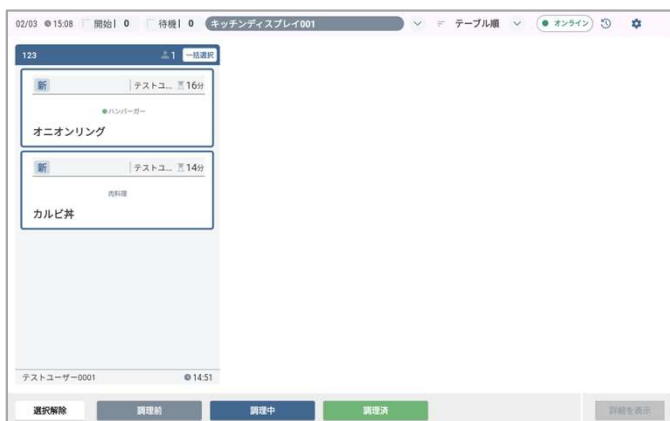 02/03 15:08 開始 0 待機 0 キッチンディスプレイ001 テーブル順 オンライン
123 1 一括選択
新 テストユ... 16分
ハンバーガー
オニオンリング
新 テストユ... 14分
肉料理
カルビ丼
テストユーザー0001 14:51
選択解除 調理前 調理中 調理済 詳細を表示